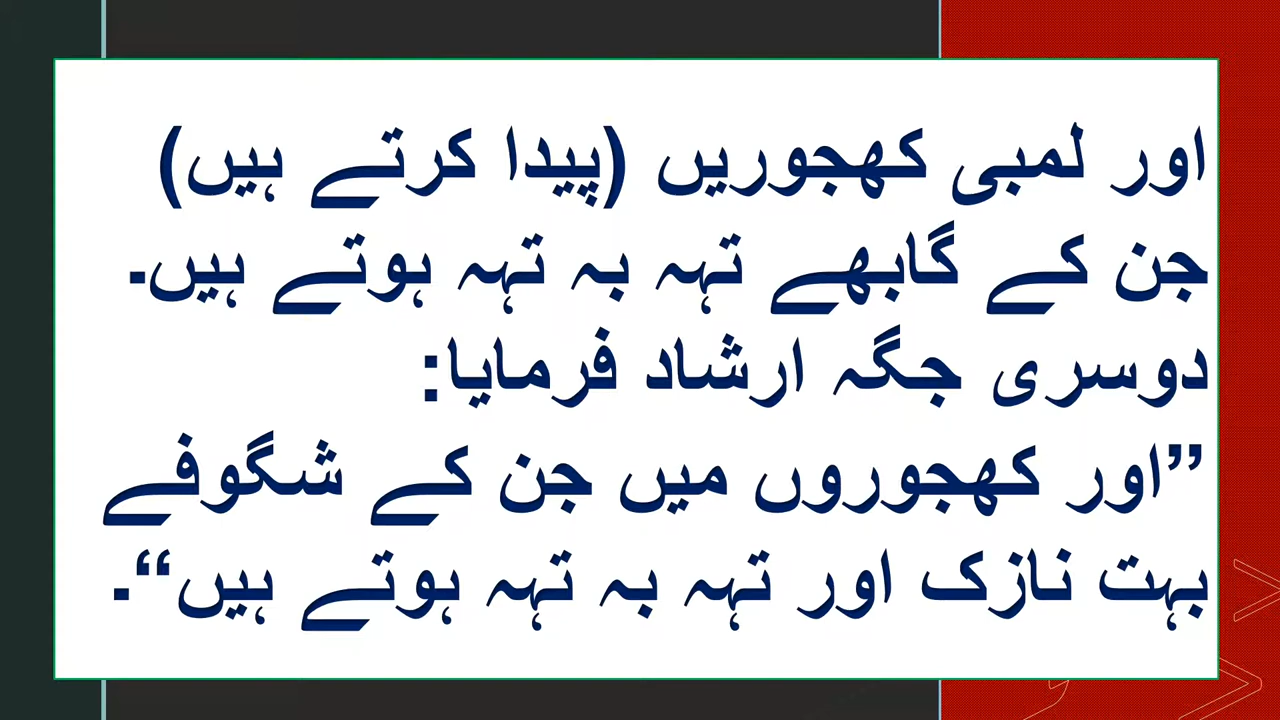 اور لمبی کھجوریں (پیدا کرتے ہیں)
جن کے گابھے تہہ بہ تہہ ہوتے ہیں۔
دوسری جگہ ارشاد فرمایا:
’’اور کھجوروں میں جن کے شگوفے
بہت نازک اور تہہ بہ تہہ ہوتے ہیں‘‘۔